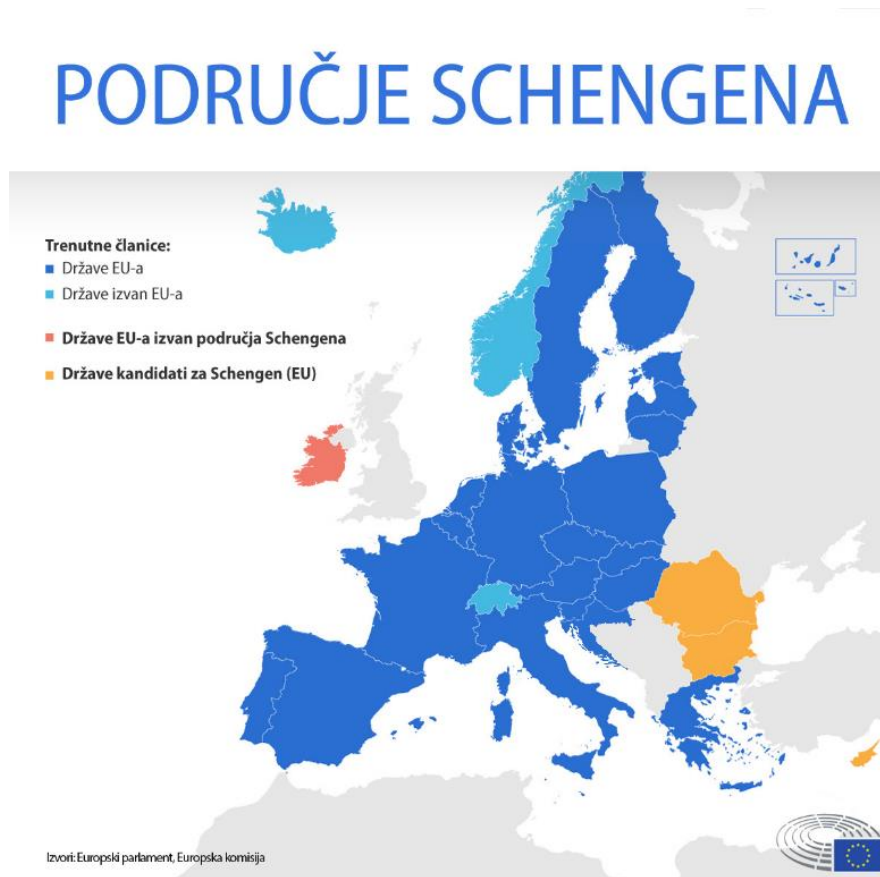 PODRUČJE SCHENGENA
Trenutne članice:
Države EU-a
Države izvan EU-a
Države EU-a izvan područja Schengena
Države kandidati za Schengen (EU)
Izvori: Europski parlament, Europska komisija